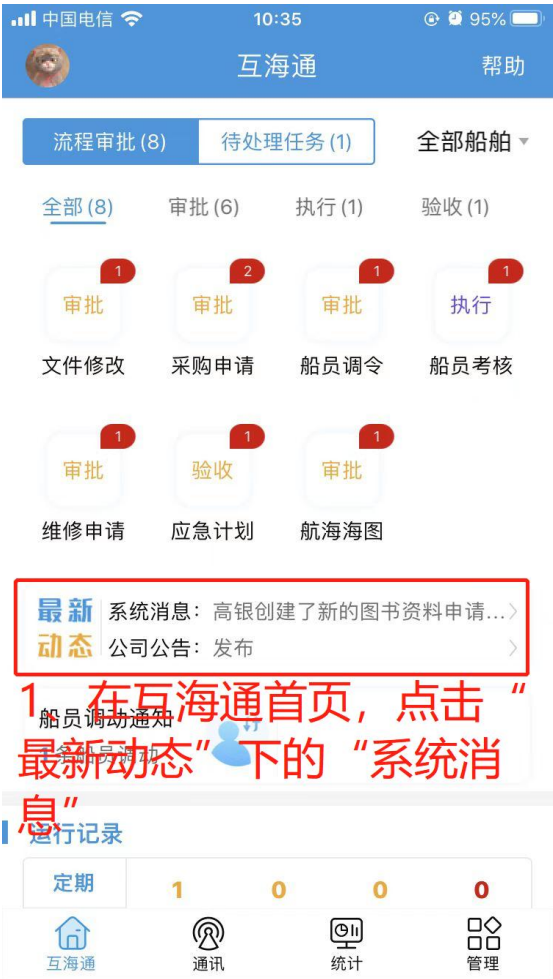 中国电信 10:35 95%
互海通 帮助
流程审批(8) 待处理任务(1) 全部船舶
全部(8) 审批(6) 执行(1) 验收(1)
1 2 1 1
审批 审批 审批 执行
文件修改 采购申请 船员调令 船员考核
1 1 1
审批 验收 审批
维修申请 应急计划 航海海图
最新 系统消息：高银创建了新的图书资料申请...
动态 公司公告：发布
1、在互海通首页，点击“
最新动态”下的“系统消
息”
船员调动通知
条船员调动
运行记录
定期 1 0 0 0
互海通 通讯 统计 管理